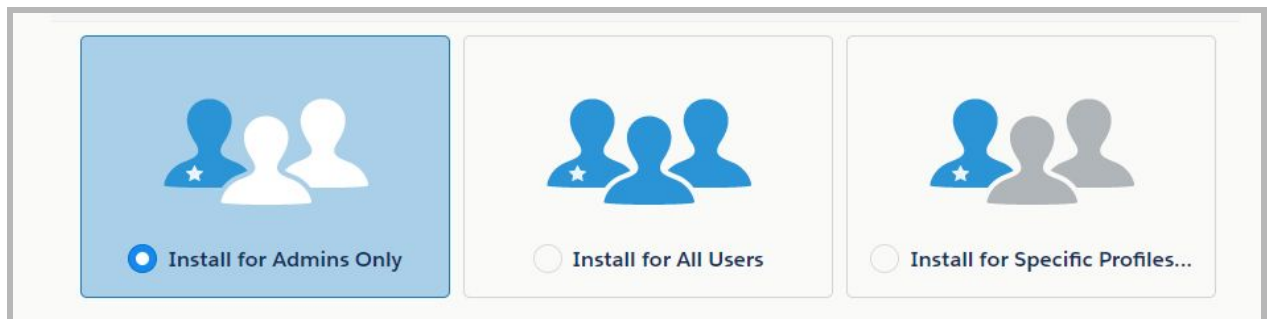 Install for Admins Only
Install for All Users
Install for Specific Profiles...